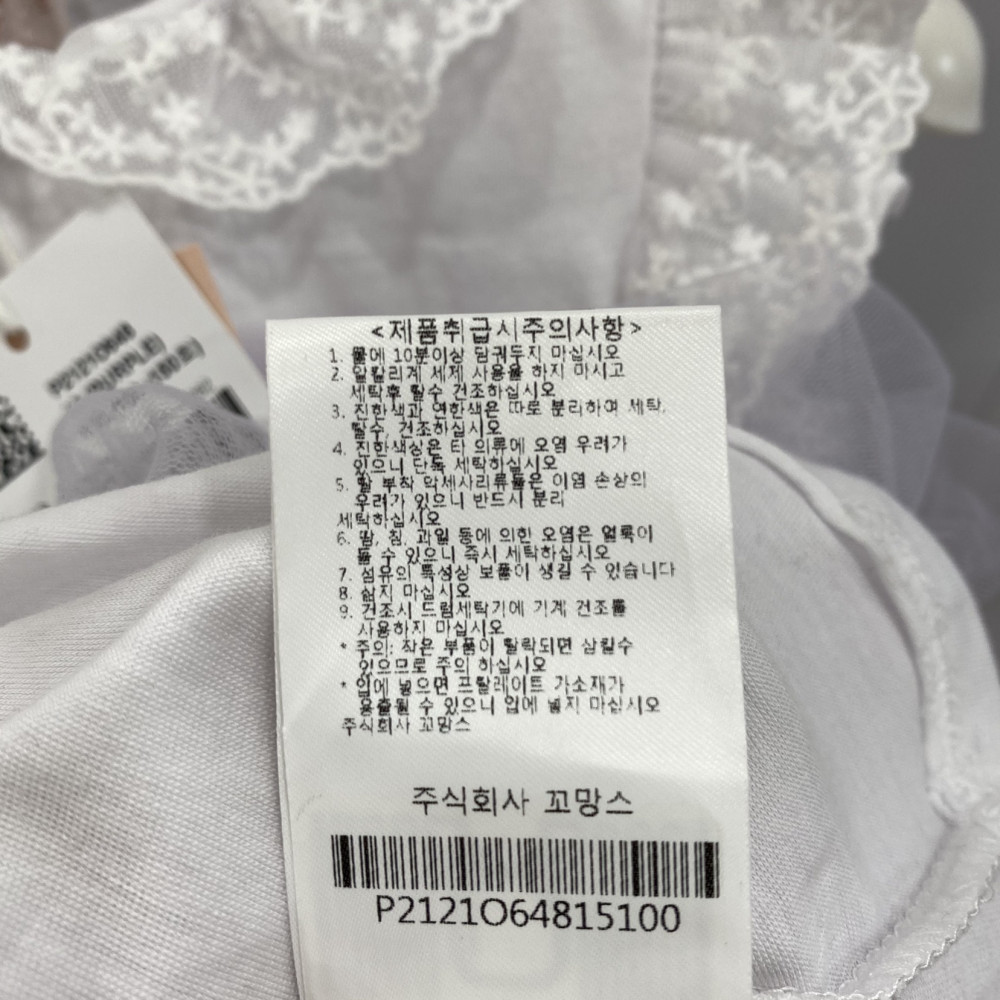 P2121O648
<제품취급시주의사항>
1. 물에 10분이상 담궈두지 마십시오
2. 알칼리계 세제 사용을 하지 마시고
세탁후 탈수 건조하십시오
3. 진한색과 연한색은 따로 분리하여 세탁,
탈수, 건조하십시오
4. 진한색상은 타 의류에 오염 우려가
있으니 단독 세탁하십시오
5. 탈 부착 악세사리류들은 이염 손상의
우려가 있으니 반드시 분리
세탁하십시오
6. 땀, 침, 과일 등에 의한 오염은 얼룩이
될 수 있으니 즉시 세탁하십시오
7. 섬유의 특성상 보풀이 생길 수 있습니다
8. 삶지 마십시오
9. 건조시 드럼세탁기에 기계 건조를
사용하지 마십시오
* 주의: 작은 부품이 탈락되면 삼킬수
있으므로 주의 하십시오
* 입에 넣으면 프탈레이트 가소재가
용출될 수 있으니 입에 넣지 마십시오
주식회사 꼬망스
주식회사 꼬망스
P2121O64815100